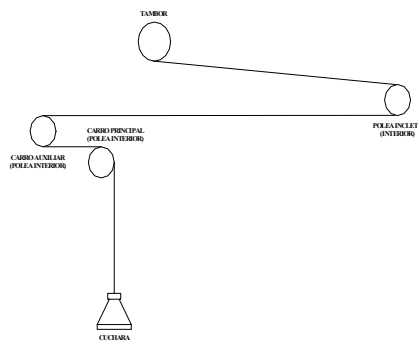 TAMBOR
POLEA INCLET
(INTERIOR)
CARRO PRINCIPAL
(POLEA INTERIOR)
CARRO AUXILIAR
(POLEA INTERIOR)
CUCHARA